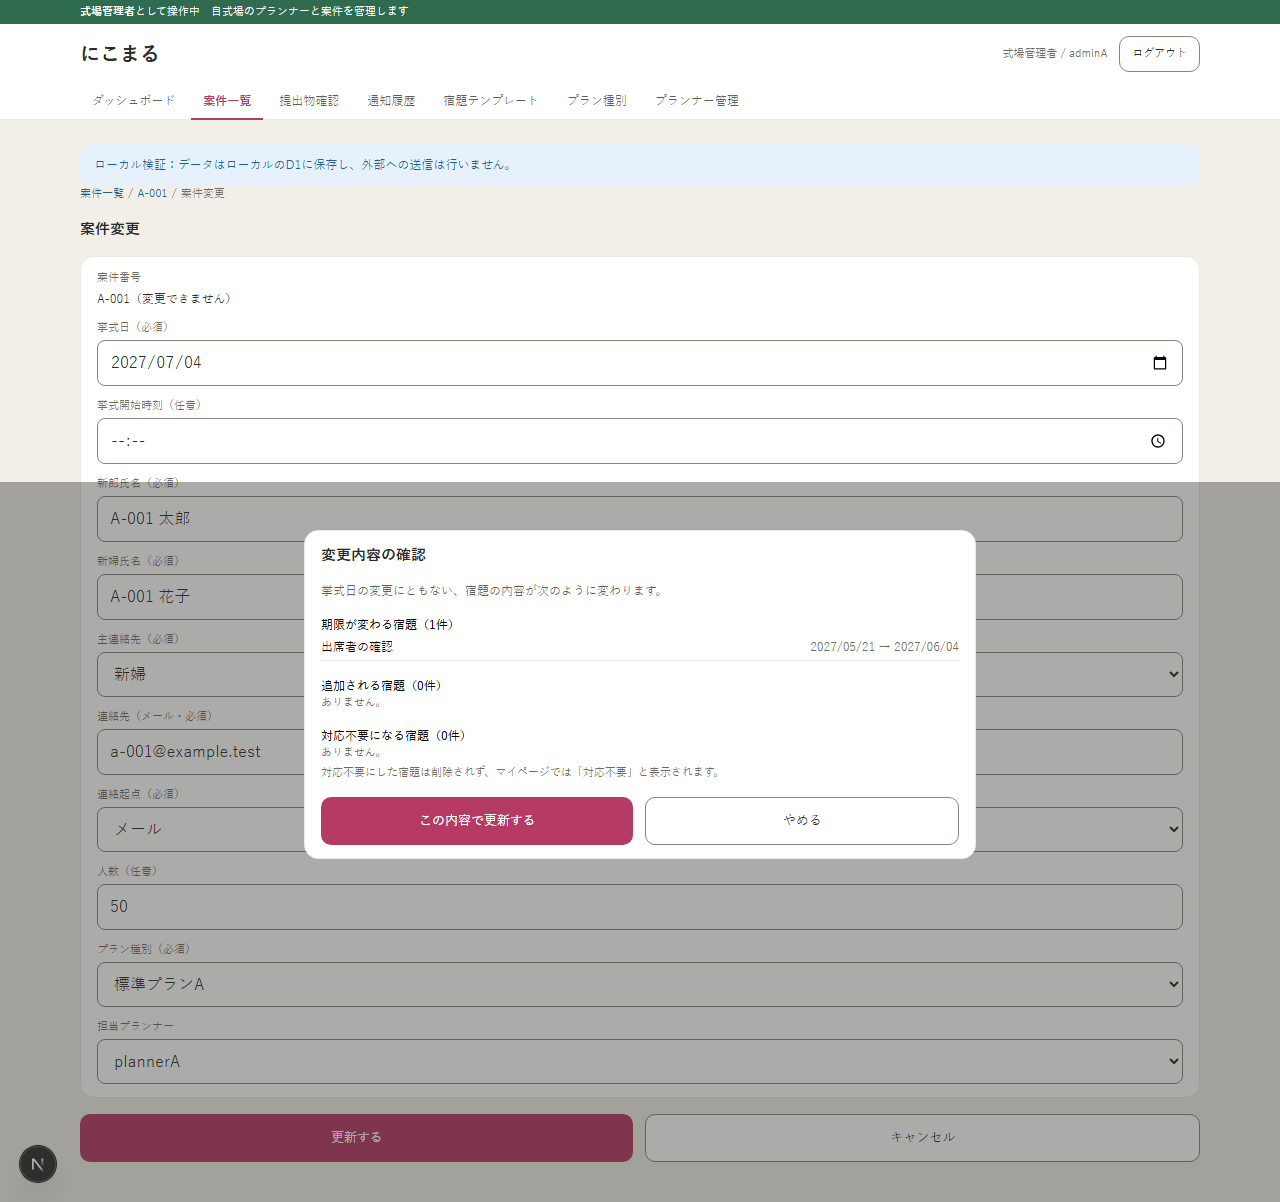 式場管理者として操作中　自式場のプランナーと案件を管理します
にこまる
式場管理者 / adminA
ログアウト
ダッシュボード
案件一覧
提出物確認
通知履歴
宿題テンプレート
プラン種別
プランナー管理
ローカル検証：データはローカルのD1に保存し、外部への送信は行いません。
案件一覧 / A-001 / 案件変更
案件変更
案件番号
A-001（変更できません）
挙式日（必須）
2027/07/04
挙式開始時刻（任意）
--:--
新郎氏名（必須）
A-001 太郎
新婦氏名（必須）
A-001 花子
主連絡先（必須）
新婦
連絡先（メール・必須）
a-001@example.test
連絡起点（必須）
メール
人数（任意）
50
プラン種別（必須）
標準プランA
担当プランナー
plannerA
更新する
キャンセル
変更内容の確認
挙式日の変更にともない、宿題の内容が次のように変わります。
期限が変わる宿題（1件）
出席者の確認
2027/05/21 → 2027/06/04
追加される宿題（0件）
ありません。
対応不要になる宿題（0件）
ありません。
対応不要にした宿題は削除されず、マイページでは「対応不要」と表示されます。
この内容で更新する
やめる
N